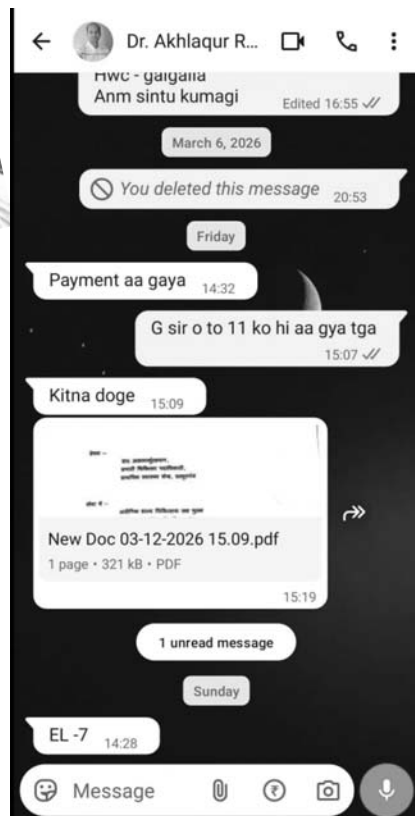 Dr. Akhlaqur R...
Hwc - galgalia
Anm sintu kumagi
Edited 16:55
March 6, 2026
You deleted this message 20:53
Friday
Payment aa gaya 14:32
G sir o to 11 ko hi aa gya tga
15:07
Kitna doge 15:09
New Doc 03-12-2026 15.09.pdf
1 page • 321 kB • PDF
15:19
1 unread message
Sunday
EL -7 14:28
Message